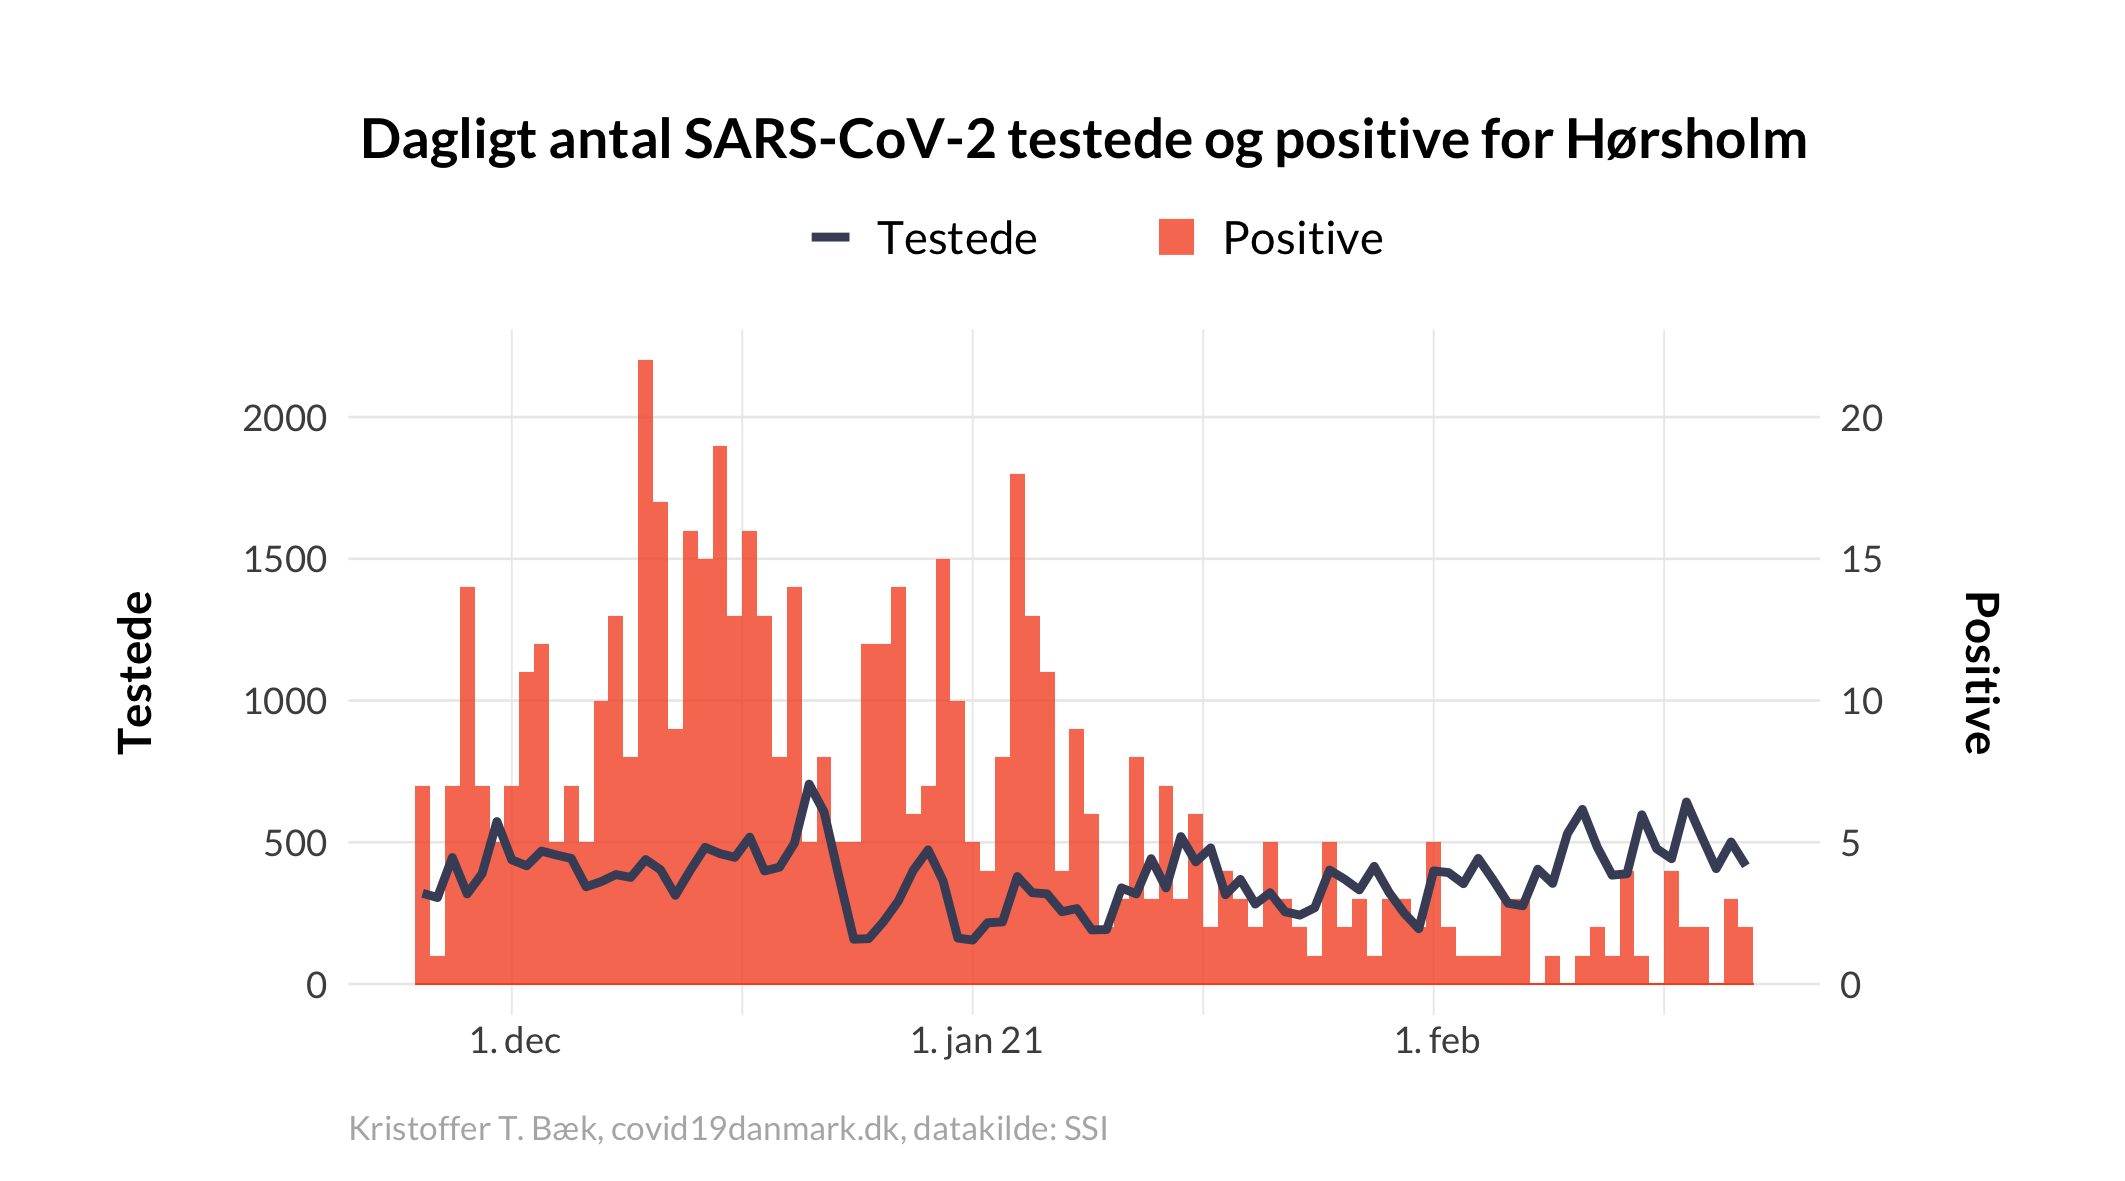 Dagligt antal SARS-CoV-2 testede og positive for Hørsholm
Testede
Positive
2000
1500
1000
500
0
Testede
20
15
10
5
0
Positive
1. dec
1. jan 21
1. feb
Kristoffer T. Bæk, covid19danmark.dk, datakilde: SSI